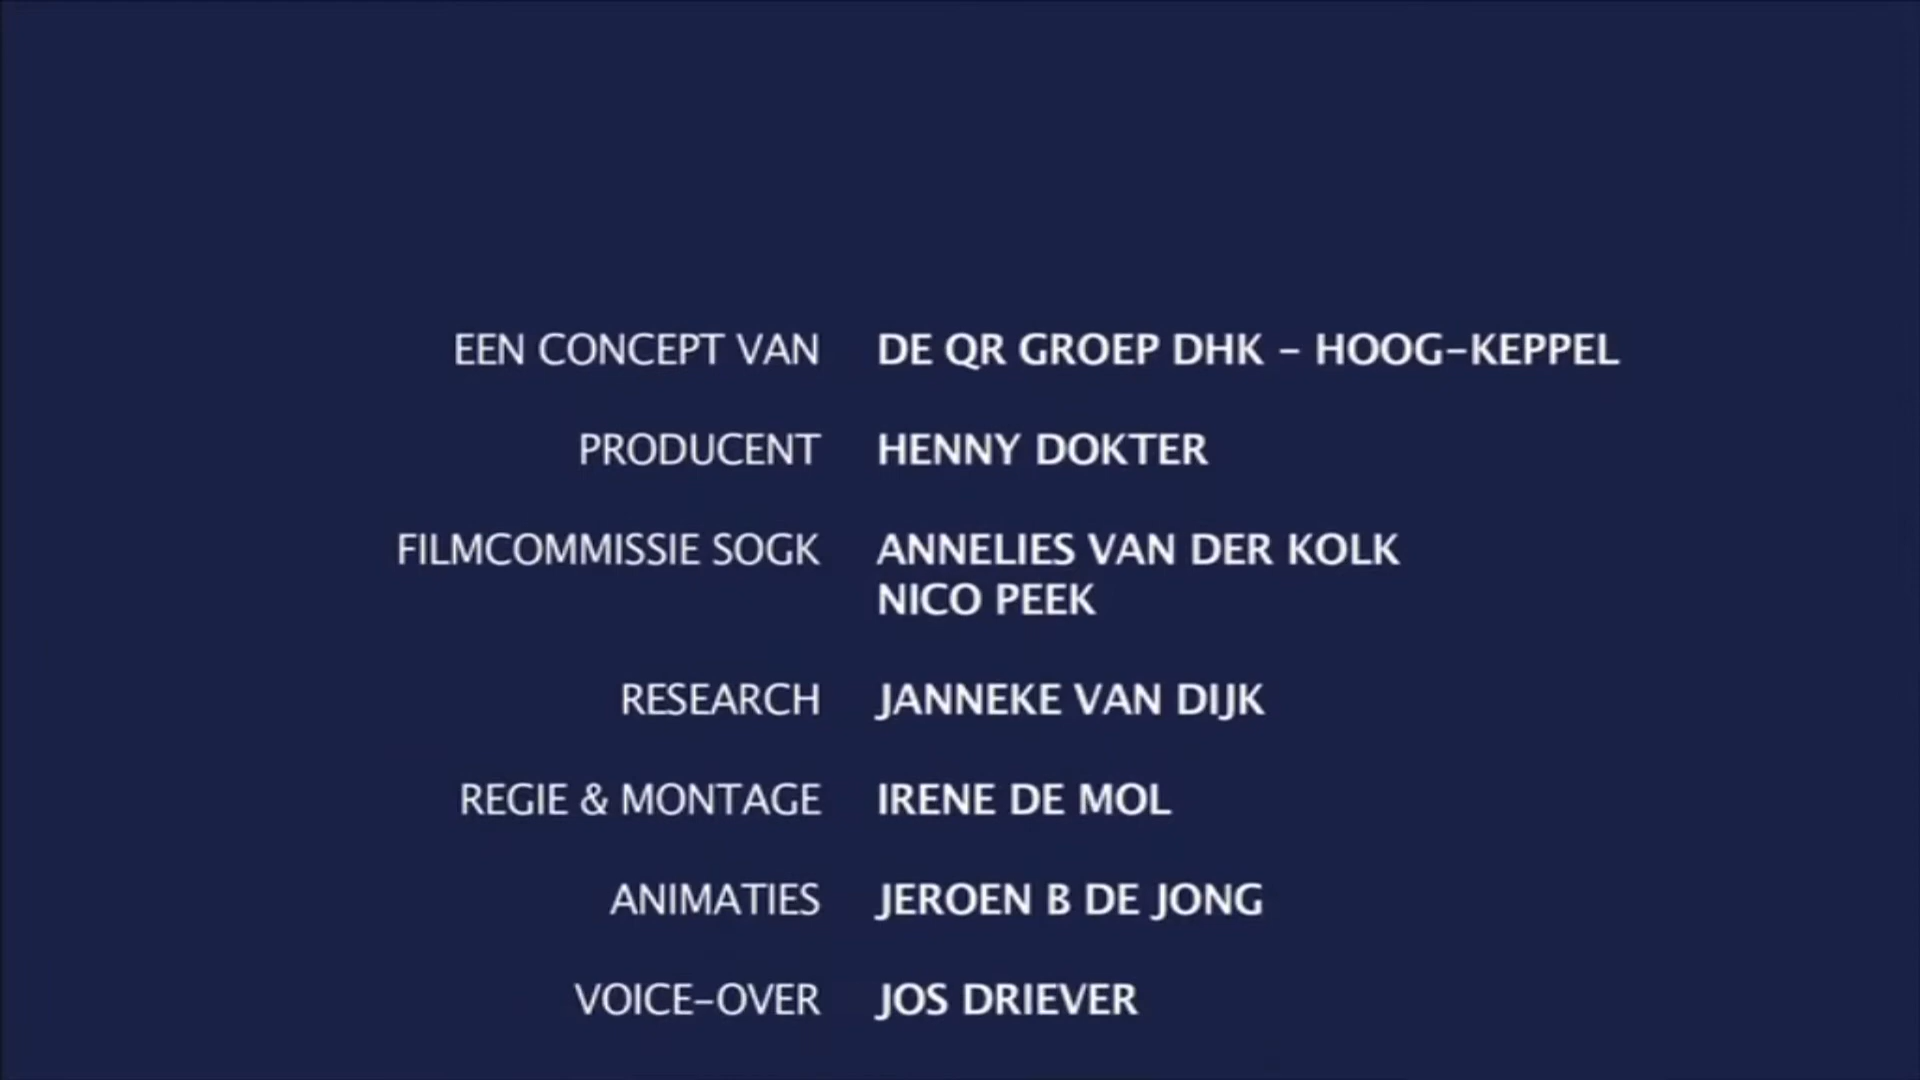 EEN CONCEPT VAN DE QR GROEP DHK - HOOG-KEPPEL
PRODUCENT HENNY DOKTER
FILMCOMMISSIE SOGK ANNELIES VAN DER KOLK
NICO PEEK
RESEARCH JANNEKE VAN DIJK
REGIE & MONTAGE IRENE DE MOL
ANIMATIES JEROEN B DE JONG
VOICE-OVER JOS DRIEVER